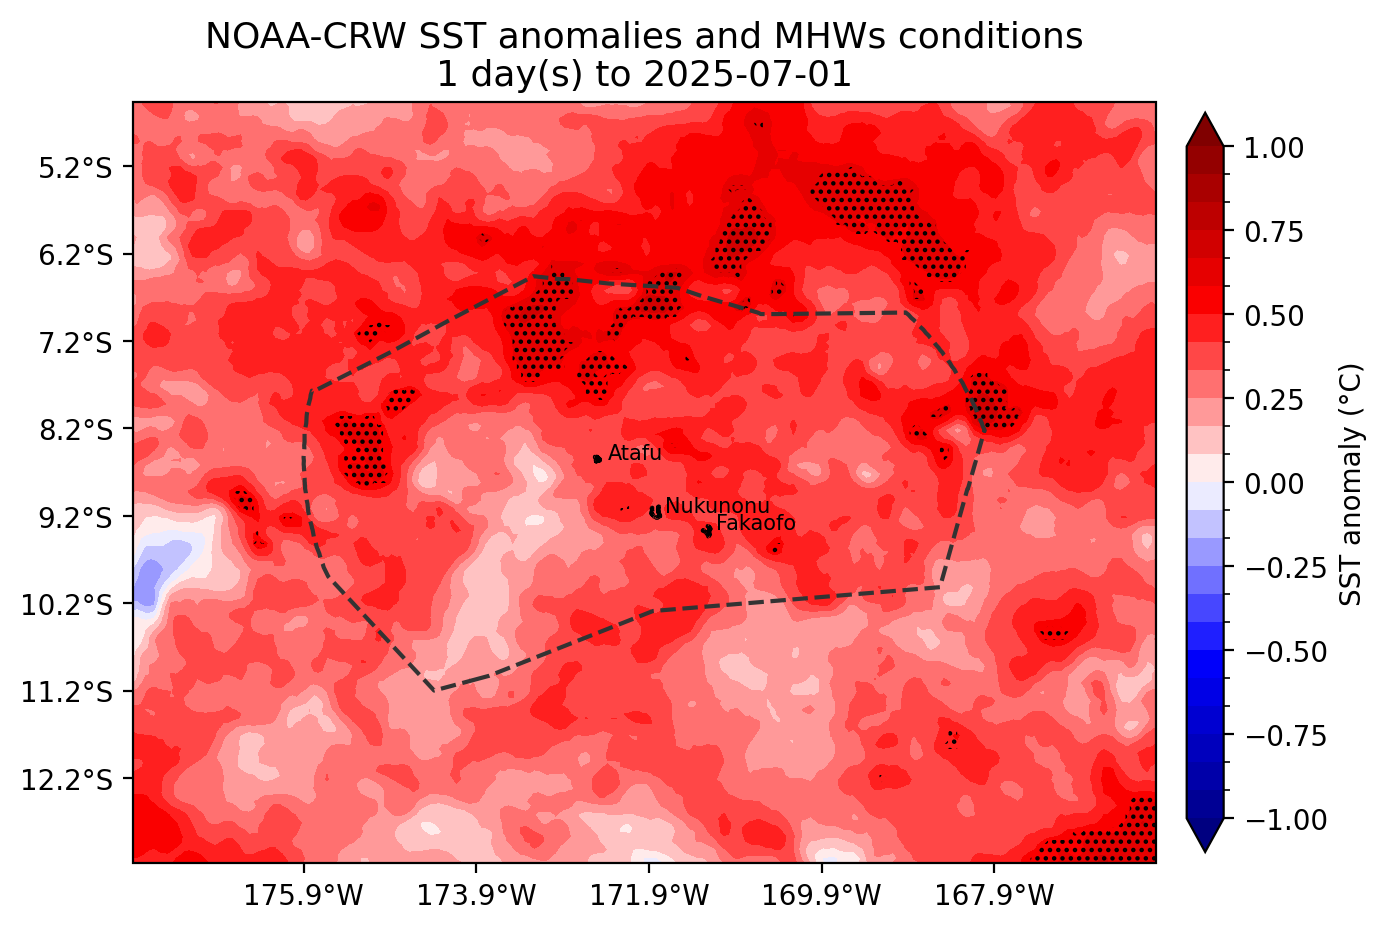 NOAA-CRW SST anomalies and MHWs conditions
1 day(s) to 2025-07-01
5.2°S
6.2°S
7.2°S
8.2°S
9.2°S
10.2°S
11.2°S
12.2°S
Atafu
Nukunonu
Fakaofo
175.9°W
173.9°W
171.9°W
169.9°W
167.9°W
1.00
0.75
0.50
0.25
0.00
−0.25
−0.50
−0.75
−1.00
SST anomaly (°C)